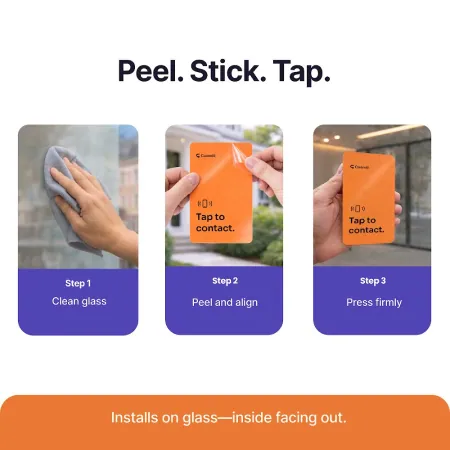 Peel. Stick. Tap.
Tap to
contact.
Tap to
contact.
Step 1
Clean glass
Step 2
Peel and align
Step 3
Press firmly
Installs on glass—inside facing out.